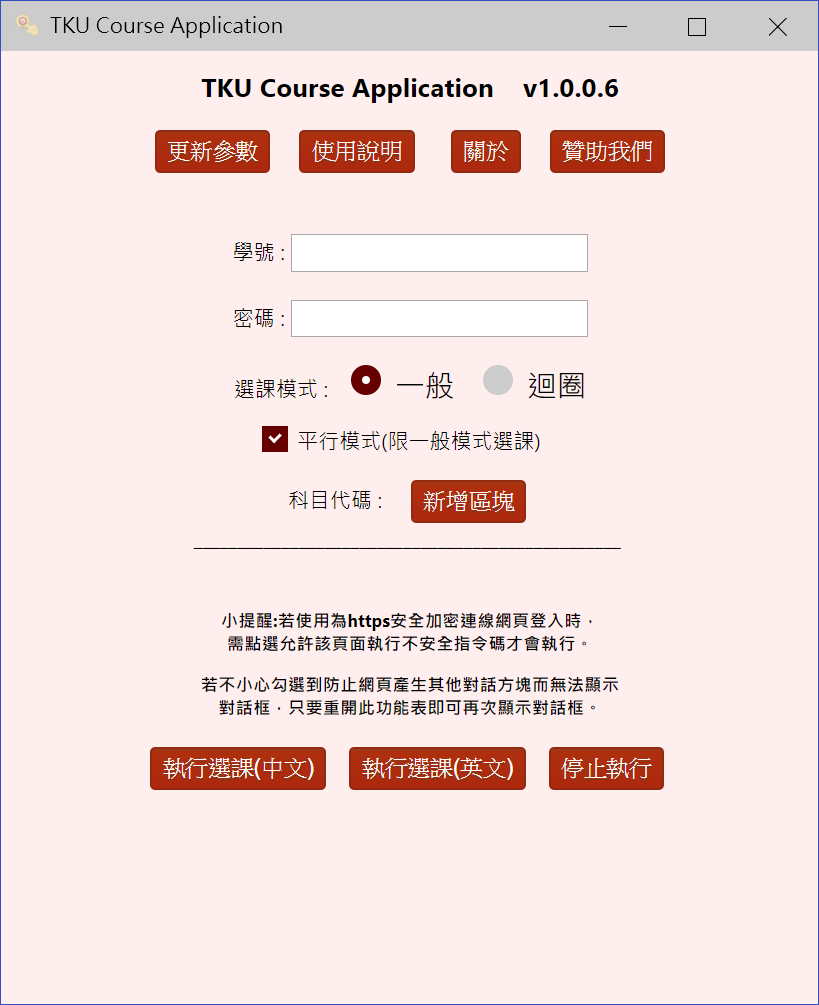 TKU Course Application
TKU Course Application v1.0.0.6
更新參數 使用說明 關於 贊助我們
學號 :
密碼 :
選課模式 : 一般 迴圈
平行模式(限一般模式選課)
科目代碼 : 新增區塊
小提醒:若使用為https安全加密連線網頁登入時，
需點選允許該頁面執行不安全指令碼才會執行。
若不小心勾選到防止網頁產生其他對話方塊而無法顯示
對話框，只要重開此功能表即可再次顯示對話框。
執行選課(中文) 執行選課(英文) 停止執行